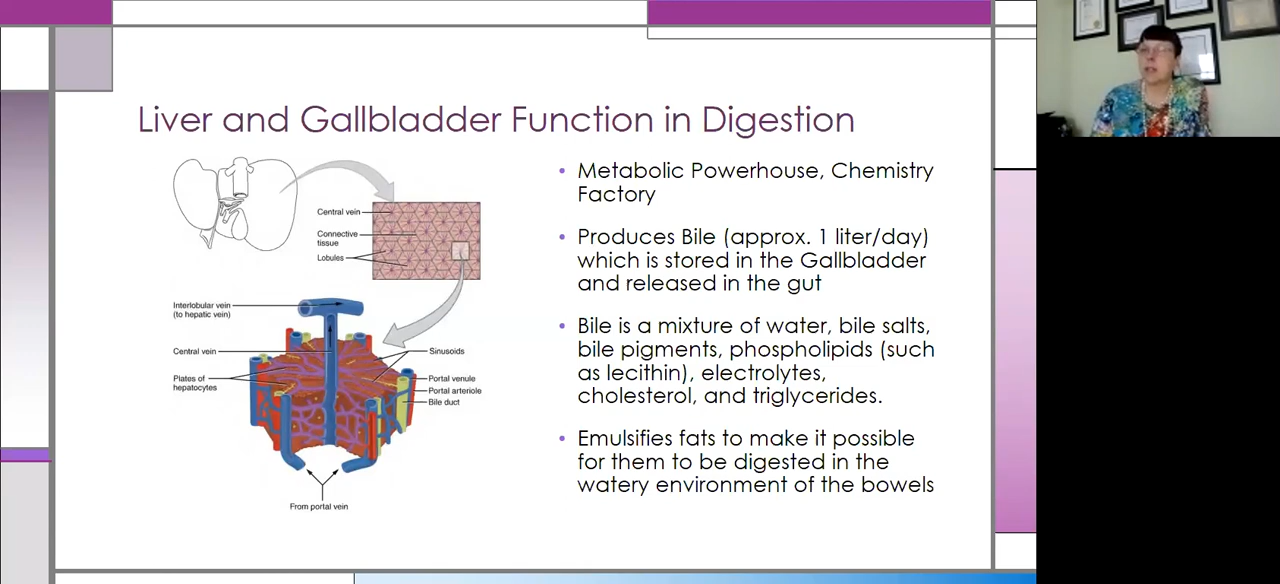 Liver and Gallbladder Function in Digestion
Central vein
Connective
tissue
Lobules
Interlobular vein
(to hepatic vein)
Central vein
Plates of
hepatocytes
Sinusoids
Portal venule
Portal arteriole
Bile duct
From portal vein
• Metabolic Powerhouse, Chemistry
Factory
• Produces Bile (approx. 1 liter/day)
which is stored in the Gallbladder
and released in the gut
• Bile is a mixture of water, bile salts,
bile pigments, phospholipids (such
as lecithin), electrolytes,
cholesterol, and triglycerides.
• Emulsifies fats to make it possible
for them to be digested in the
watery environment of the bowels